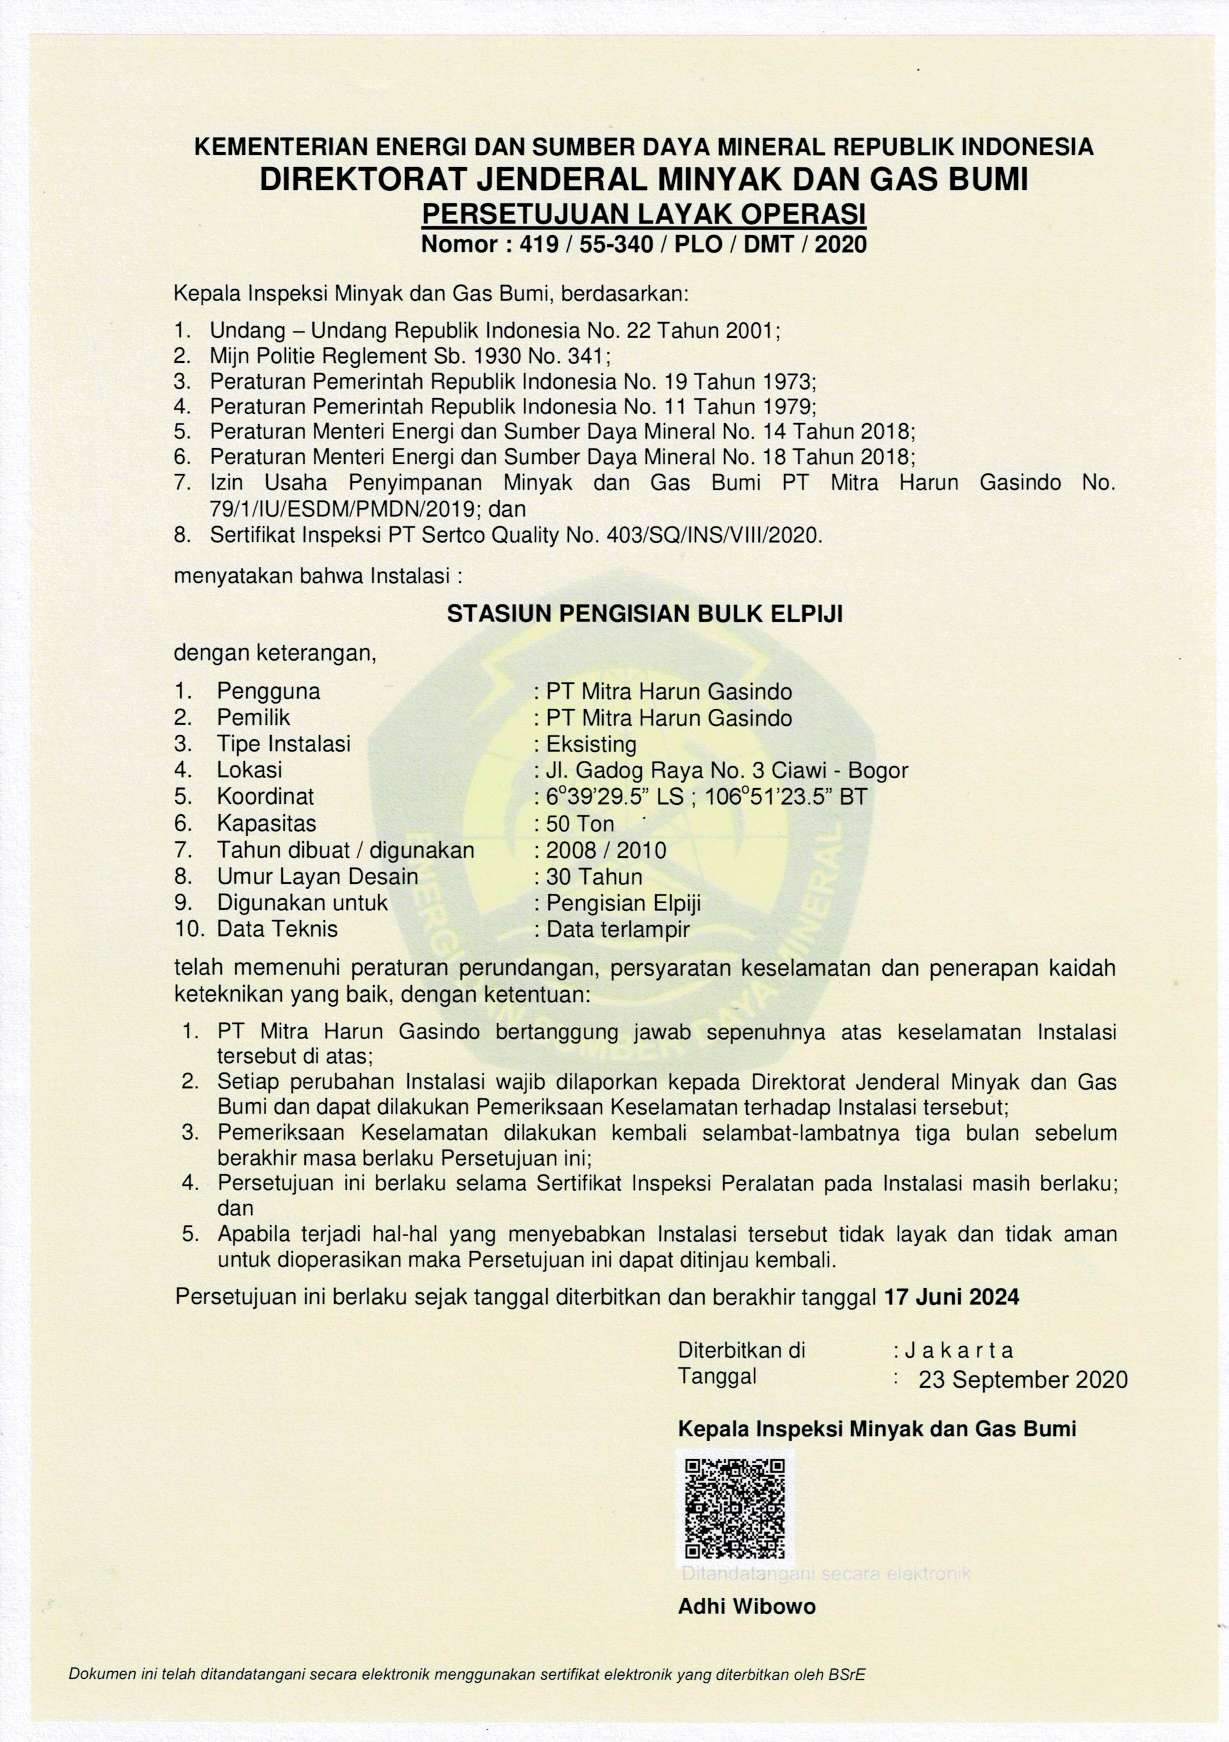 KEMENTERIAN ENERGI DAN SUMBER DAYA MINERAL REPUBLIK INDONESIA
DIREKTORAT JENDERAL MINYAK DAN GAS BUMI
PERSETUJUAN LAYAK OPERASI
Nomor : 419 / 55-340 / PLO / DMT / 2020
Kepala Inspeksi Minyak dan Gas Bumi, berdasarkan:
1. Undang – Undang Republik Indonesia No. 22 Tahun 2001;
2. Mijn Politie Reglement Sb. 1930 No. 341;
3. Peraturan Pemerintah Republik Indonesia No. 19 Tahun 1973;
4. Peraturan Pemerintah Republik Indonesia No. 11 Tahun 1979;
5. Peraturan Menteri Energi dan Sumber Daya Mineral No. 14 Tahun 2018;
6. Peraturan Menteri Energi dan Sumber Daya Mineral No. 18 Tahun 2018;
7. Izin Usaha Penyimpanan Minyak dan Gas Bumi PT Mitra Harun Gasindo No.
79/1/IU/ESDM/PMDN/2019; dan
8. Sertifikat Inspeksi PT Sertco Quality No. 403/SQ/INS/VIII/2020.
menyatakan bahwa Instalasi :
STASIUN PENGISIAN BULK ELPIJI
dengan keterangan,
1. Pengguna : PT Mitra Harun Gasindo
2. Pemilik : PT Mitra Harun Gasindo
3. Tipe Instalasi : Eksisting
4. Lokasi : Jl. Gadog Raya No. 3 Ciawi - Bogor
5. Koordinat : 6º39’29.5” LS ; 106º51’23.5” BT
6. Kapasitas : 50 Ton
7. Tahun dibuat / digunakan : 2008 / 2010
8. Umur Layan Desain : 30 Tahun
9. Digunakan untuk : Pengisian Elpiji
10. Data Teknis : Data terlampir
ENERGI DAN SUMBER DAYA MINERAL
telah memenuhi peraturan perundangan, persyaratan keselamatan dan penerapan kaidah
keteknikan yang baik, dengan ketentuan:
1. PT Mitra Harun Gasindo bertanggung jawab sepenuhnya atas keselamatan Instalasi
tersebut di atas;
2. Setiap perubahan Instalasi wajib dilaporkan kepada Direktorat Jenderal Minyak dan Gas
Bumi dan dapat dilakukan Pemeriksaan Keselamatan terhadap Instalasi tersebut;
3. Pemeriksaan Keselamatan dilakukan kembali selambat-lambatnya tiga bulan sebelum
berakhir masa berlaku Persetujuan ini;
4. Persetujuan ini berlaku selama Sertifikat Inspeksi Peralatan pada Instalasi masih berlaku;
dan
5. Apabila terjadi hal-hal yang menyebabkan Instalasi tersebut tidak layak dan tidak aman
untuk dioperasikan maka Persetujuan ini dapat ditinjau kembali.
Persetujuan ini berlaku sejak tanggal diterbitkan dan berakhir tanggal 17 Juni 2024
Diterbitkan di : J a k a r t a
Tanggal : 23 September 2020
Kepala Inspeksi Minyak dan Gas Bumi
Ditandatangani secara elektronik
Adhi Wibowo
Dokumen ini telah ditandatangani secara elektronik menggunakan sertifikat elektronik yang diterbitkan oleh BSrE